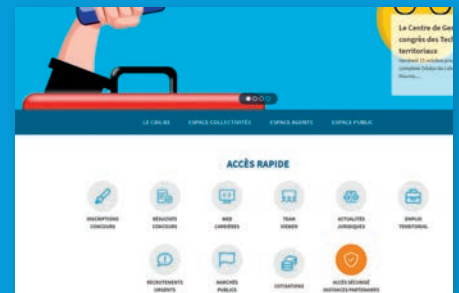 Le Centre de Ges
congrès des Tech
territoriaux
LE CDG 83 ESPACE COLLECTIVITÉS ESPACE AGENTS ESPACE PUBLIC
ACCÈS RAPIDE
INSCRIPTIONS CONCOURS
RÉSULTATS CONCOURS
WEB CARRIÈRES
TEAM VIEWER
ACTUALITÉS JURIDIQUES
EMPLOI TERRITORIAL
RECRUTEMENTS URGENTS
MARCHÉS PUBLICS
COTISATIONS
ACCÈS SÉCURISÉ INSTANCES PARTENAIRES